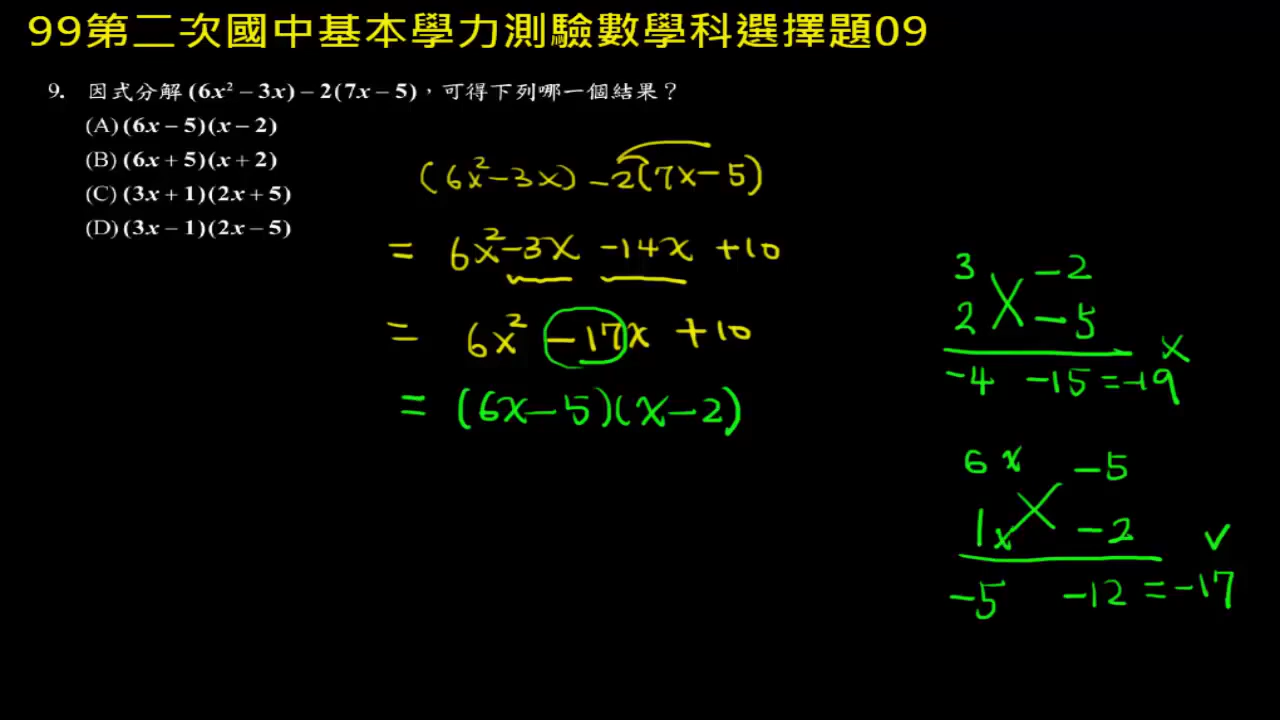 99第二次國中基本學力測驗數學科選擇題09
9. 因式分解 (6x² − 3x) − 2(7x − 5)，可得下列哪一個結果？
(A) (6x − 5)(x − 2)
(B) (6x + 5)(x + 2)
(C) (3x + 1)(2x + 5)
(D) (3x − 1)(2x − 5)
(6x²−3x) −2(7x−5)
= 6x²−3x −14x +10
= 6x² −17x +10
= (6x−5)(x−2)
3 −2
2 −5
−4 −15=−19 ×
6x −5
1x −2 ✓
−5 −12=−17